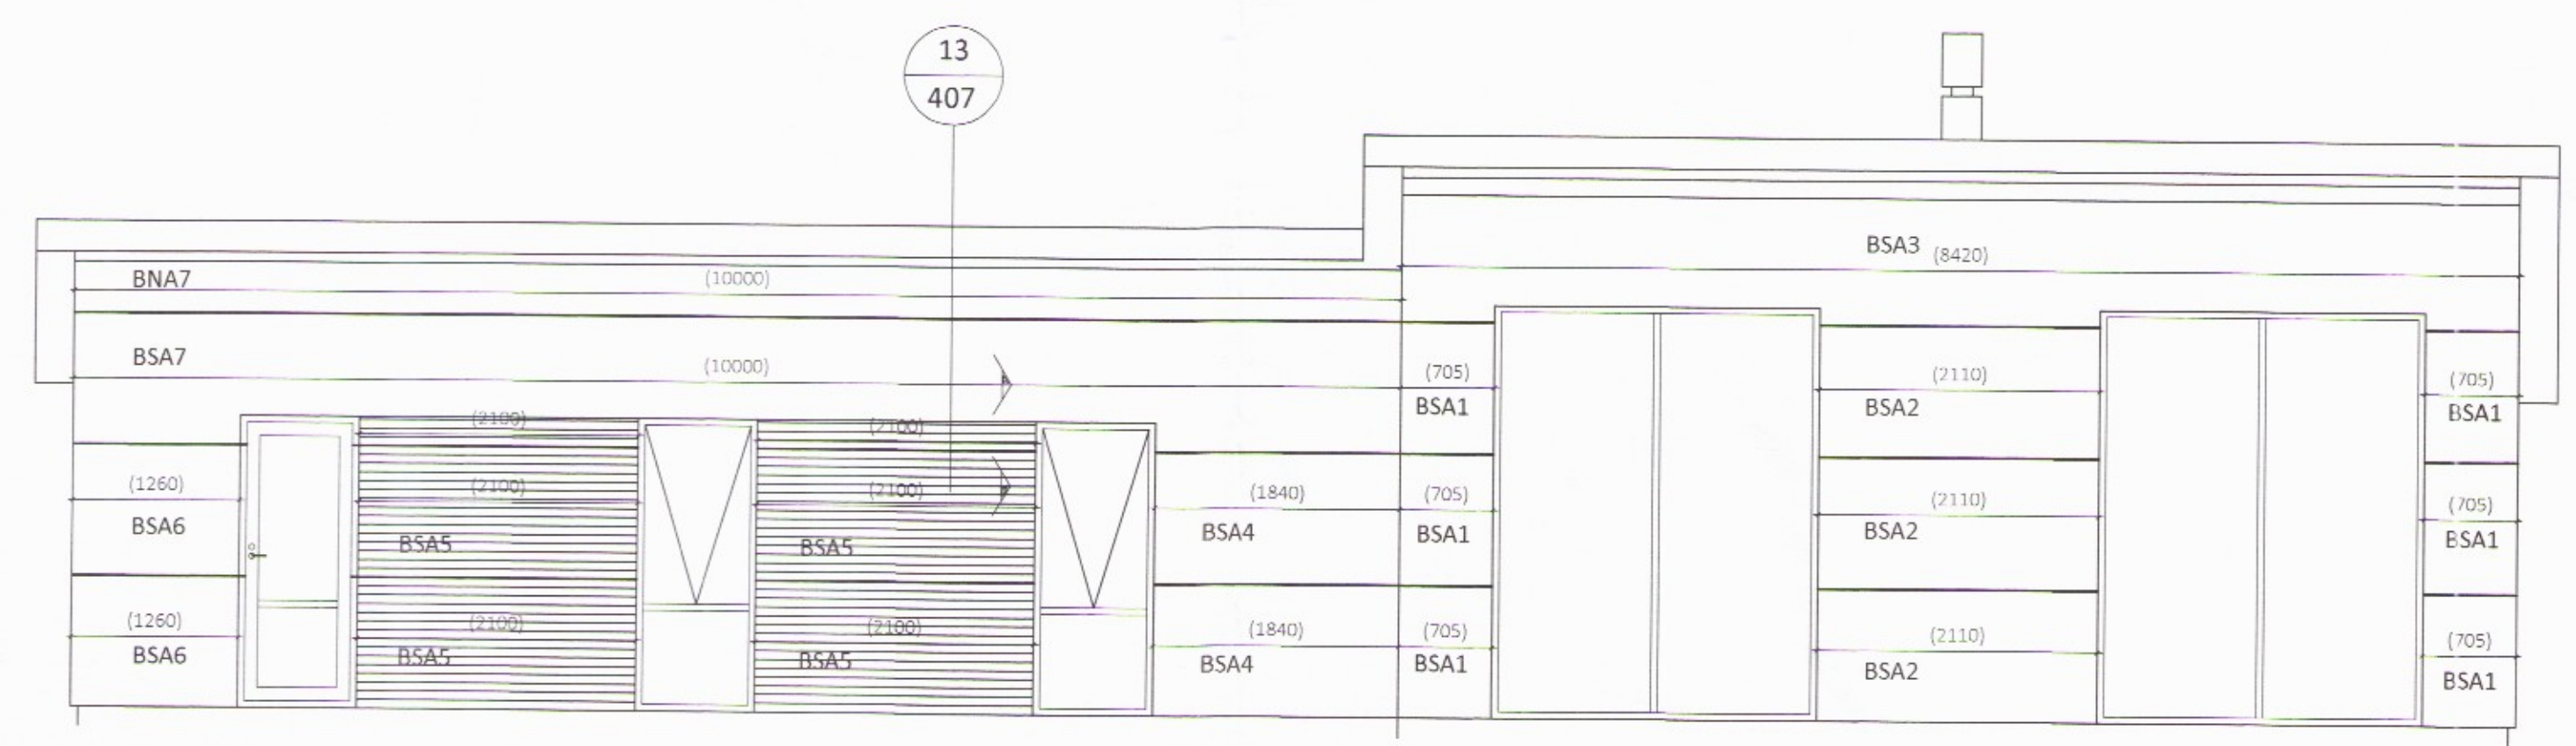 13
407
BSA3 (8420)
BNA7 (10000)
BSA7 (10000)
(705) (2110) (705)
BSA1 BSA2 BSA1
(2100) (2100)
(1260) (2100) (2100) (1840) (705) (2110) (705)
BSA6 BSA5 BSA5 BSA4 BSA1 BSA2 BSA1
(1260) (2100) (2100) (1840) (705) (2110) (705)
BSA6 BSA5 BSA5 BSA4 BSA1 BSA2 BSA1